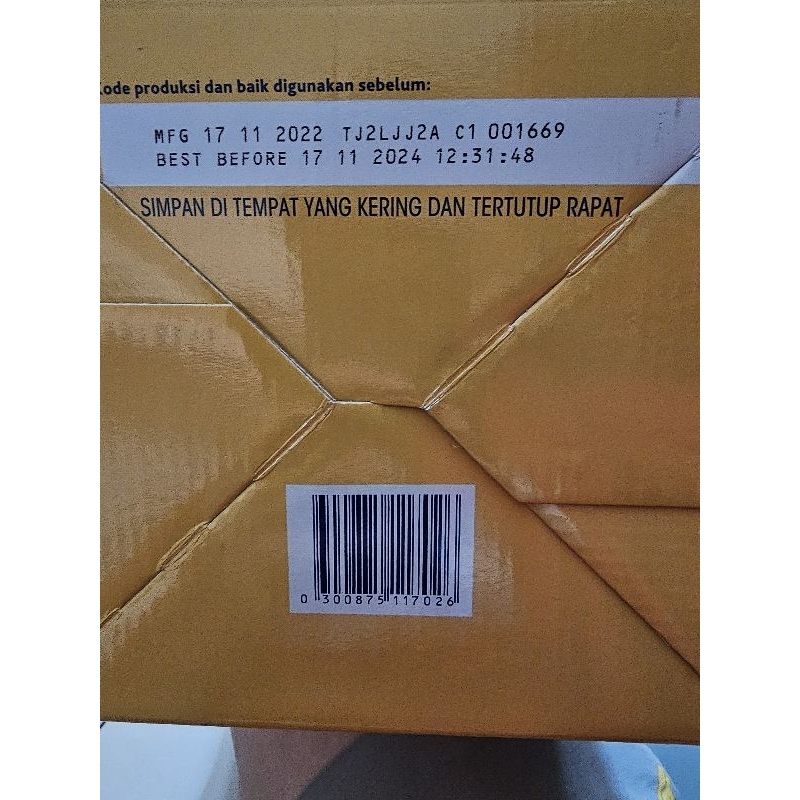 Kode produksi dan baik digunakan sebelum:
MFG 17 11 2022 TJ2LJJ2A C1 001669
BEST BEFORE 17 11 2024 12:31:48
SIMPAN DI TEMPAT YANG KERING DAN TERTUTUP RAPAT
0 300875 117026